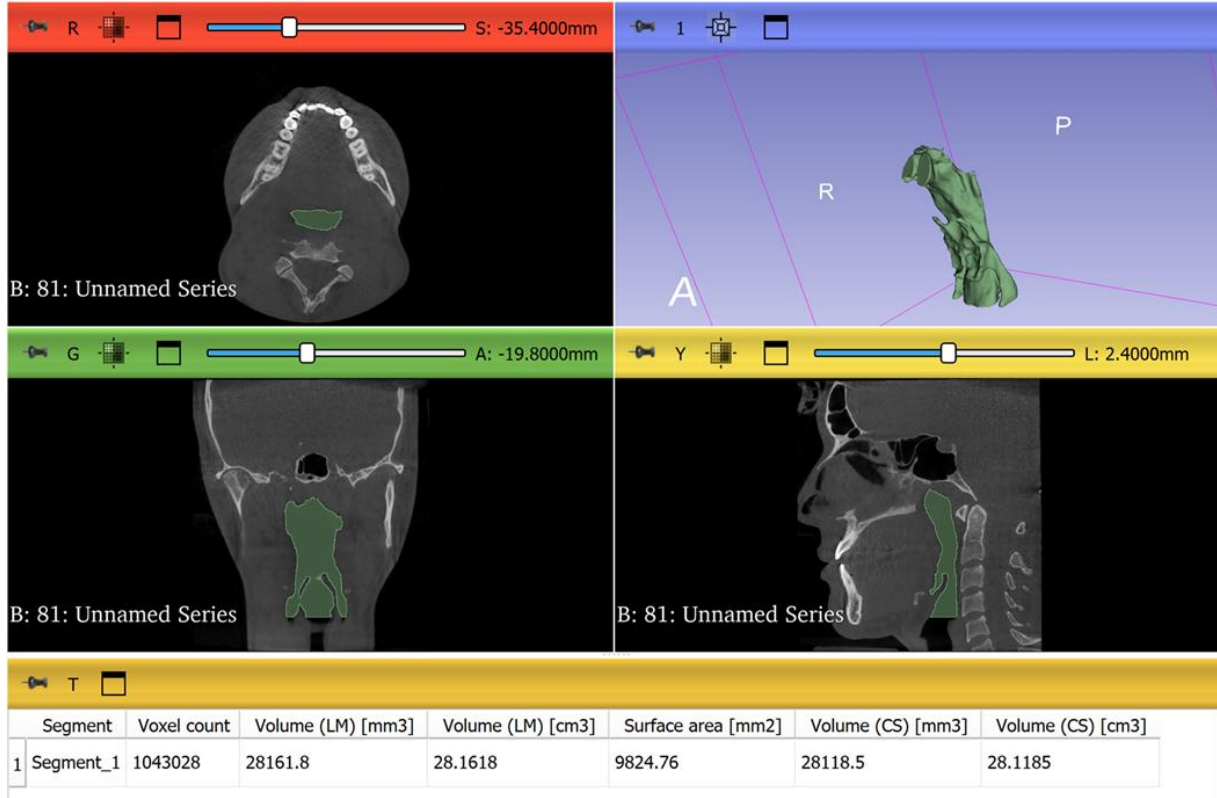 R S: -35.4000mm
1
B: 81: Unnamed Series
R
P
A
G A: -19.8000mm
Y L: 2.4000mm
B: 81: Unnamed Series
B: 81: Unnamed Series
T
Segment Voxel count Volume (LM) [mm3] Volume (LM) [cm3] Surface area [mm2] Volume (CS) [mm3] Volume (CS) [cm3]
1 Segment_1 1043028 28161.8 28.1618 9824.76 28118.5 28.1185